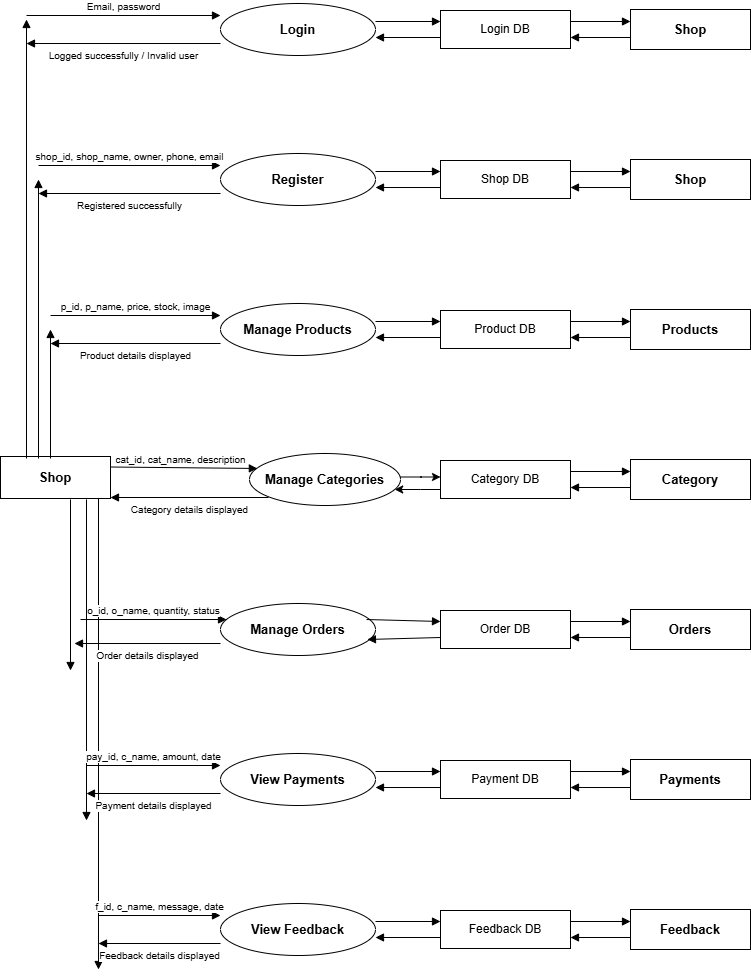 Email, password
Login
Login DB
Shop
Logged successfully / Invalid user
shop_id, shop_name, owner, phone, email
Register
Shop DB
Shop
Registered successfully
p_id, p_name, price, stock, image
Manage Products
Product DB
Products
Product details displayed
cat_id, cat_name, description
Shop
Manage Categories
Category DB
Category
Category details displayed
o_id, o_name, quantity, status
Manage Orders
Order DB
Orders
Order details displayed
pay_id, c_name, amount, date
View Payments
Payment DB
Payments
Payment details displayed
f_id, c_name, message, date
View Feedback
Feedback DB
Feedback
Feedback details displayed